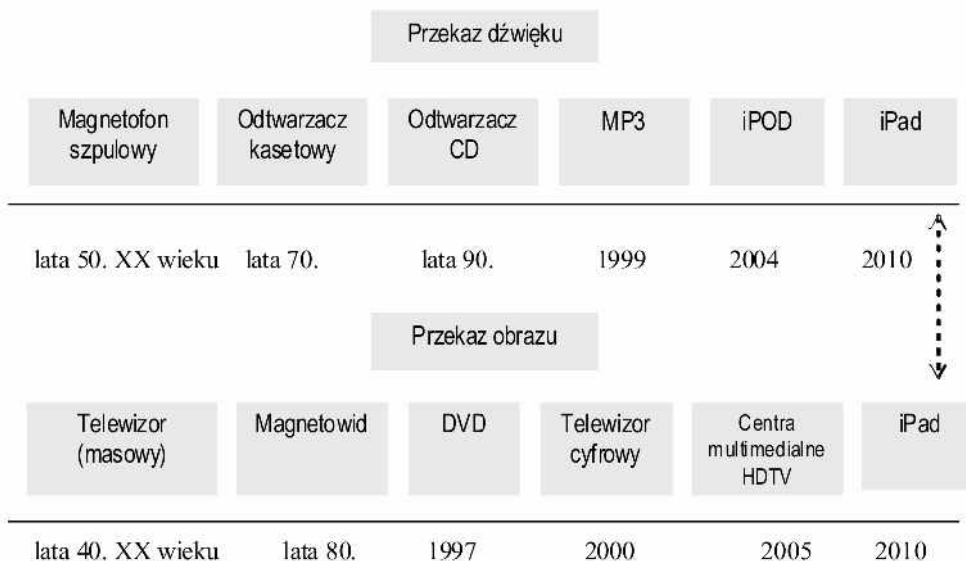 Przekaz dźwięku
Magnetofon
szpulowy
Odtwarzacz
kasetowy
Odtwarzacz
CD
MP3
iPOD
iPad
lata 50. XX wieku
lata 70.
lata 90.
1999
2004
2010
Przekaz obrazu
Telewizor
(masowy)
Magnetowid
DVD
Telewizor
cyfrowy
Centra
multimedialne
HDTV
iPad
lata 40. XX wieku
lata 80.
1997
2000
2005
2010